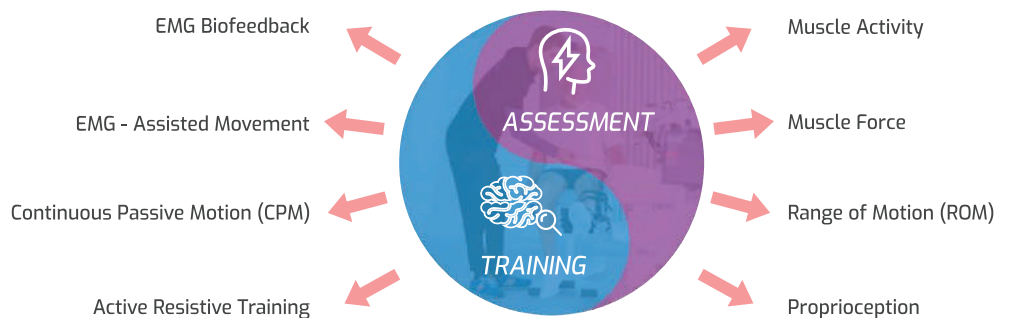 EMG Biofeedback
EMG - Assisted Movement
Continuous Passive Motion (CPM)
Active Resistive Training
ASSESSMENT
TRAINING
Muscle Activity
Muscle Force
Range of Motion (ROM)
Proprioception